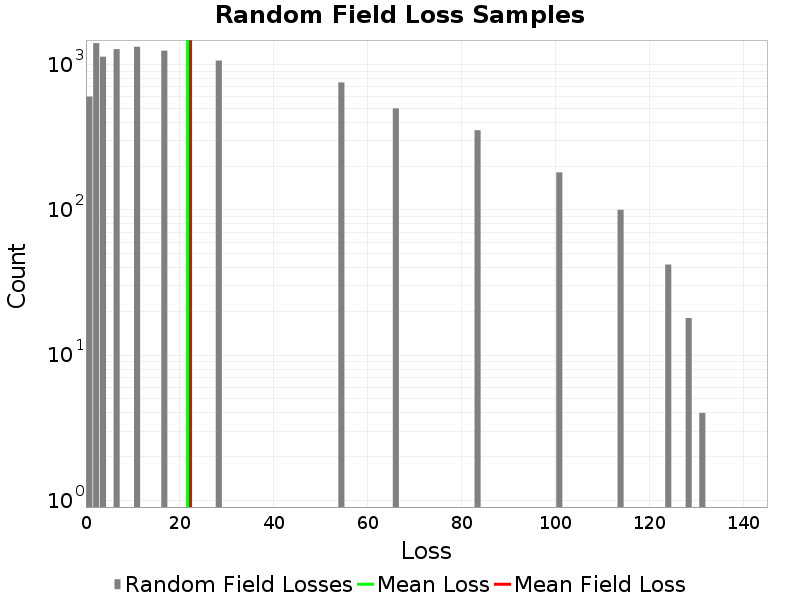 Random Field Loss Samples
10³
10²
10¹
10⁰
Count
0 20 40 60 80 100 120 140
Loss
Random Field Losses Mean Loss Mean Field Loss